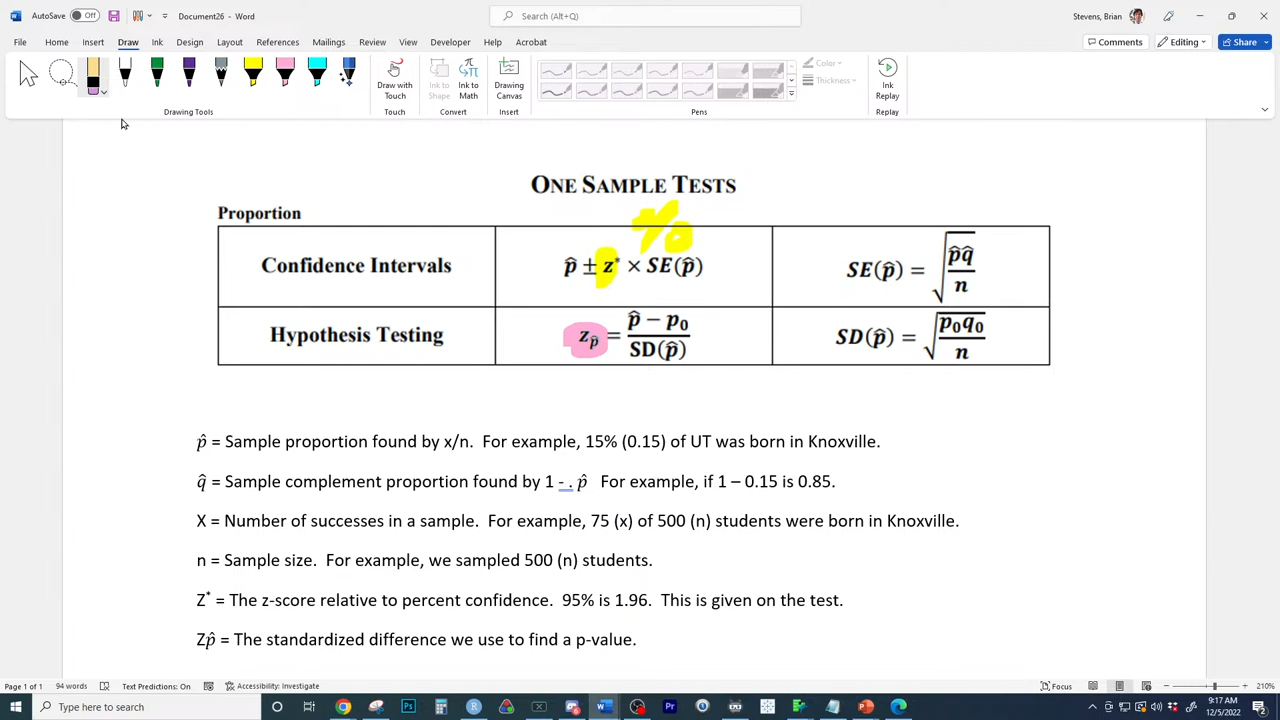 AutoSave Off Document26 - Word Search (Alt+Q) Stevens, Brian
File Home Insert Draw Ink Design Layout References Mailings Review View Developer Help Acrobat Comments Editing Share
Draw with Touch Ink to Shape Ink to Math Drawing Canvas Color Thickness Ink Replay
Drawing Tools Touch Convert Insert Pens Replay
ONE SAMPLE TESTS
Proportion
Confidence Intervals p̂ ± z* × SE(p̂) SE(p̂) = √(p̂q̂/n)
Hypothesis Testing z_p̂ = (p̂ − p₀)/SD(p̂) SD(p̂) = √(p₀q₀/n)
p̂ = Sample proportion found by x/n. For example, 15% (0.15) of UT was born in Knoxville.
q̂ = Sample complement proportion found by 1 - . p̂ For example, if 1 – 0.15 is 0.85.
X = Number of successes in a sample. For example, 75 (x) of 500 (n) students were born in Knoxville.
n = Sample size. For example, we sampled 500 (n) students.
Z* = The z-score relative to percent confidence. 95% is 1.96. This is given on the test.
Zp̂ = The standardized difference we use to find a p-value.
Page 1 of 1 94 words Text Predictions: On Accessibility: Investigate Focus 210%
Type here to search 9:17 AM
12/5/2022